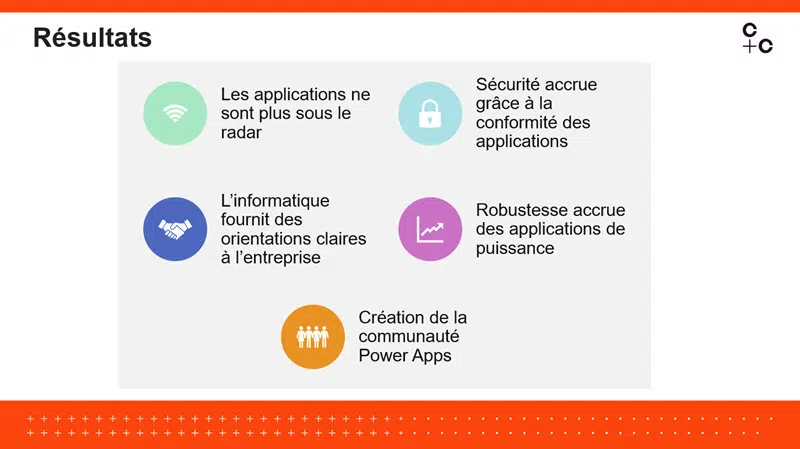 Résultats
C
+C
Les applications ne
sont plus sous le
radar
Sécurité accrue
grâce à la
conformité des
applications
L’informatique
fournit des
orientations claires
à l’entreprise
Robustesse accrue
des applications de
puissance
Création de la
communauté
Power Apps